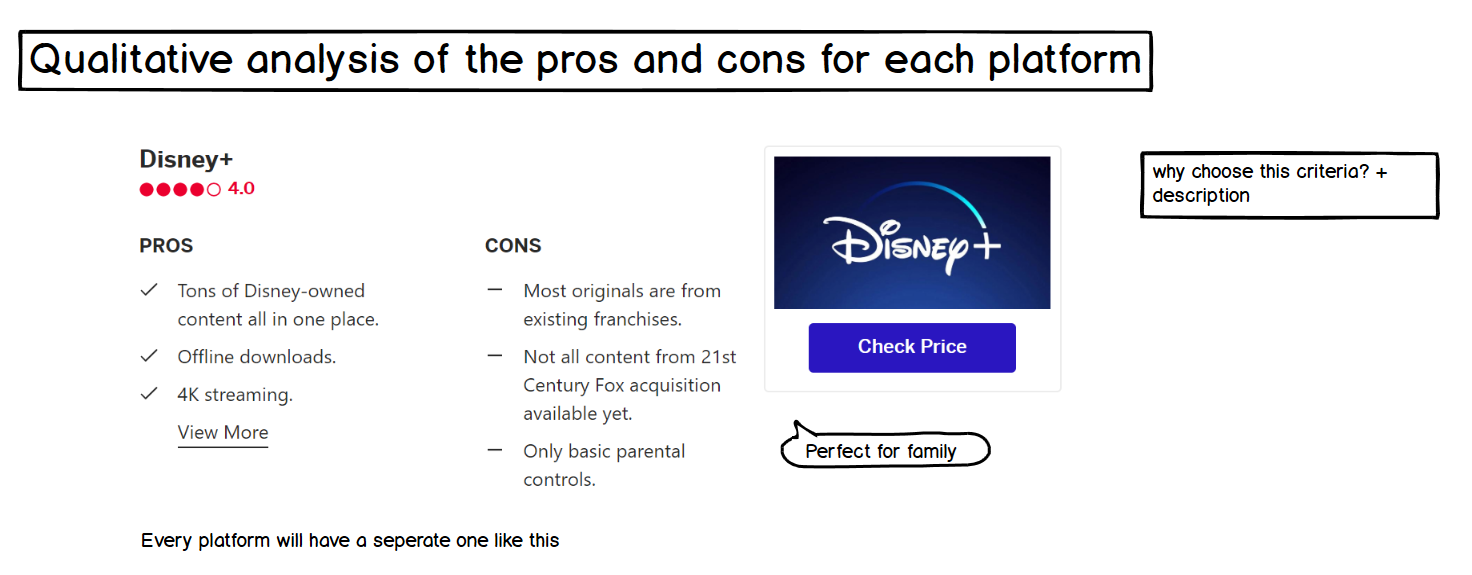 Qualitative analysis of the pros and cons for each platform
Disney+
4.0
PROS
Tons of Disney-owned
content all in one place.
Offline downloads.
4K streaming.
View More
CONS
Most originals are from
existing franchises.
Not all content from 21st
Century Fox acquisition
available yet.
Only basic parental
controls.
Disney+
Check Price
Perfect for family
why choose this criteria? +
description
Every platform will have a seperate one like this